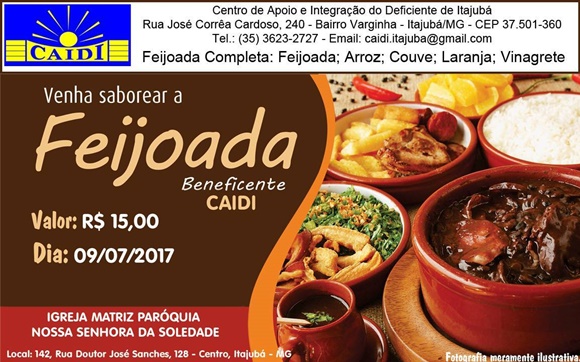 CAIDI
Centro de Apoio e Integração do Deficiente de Itajubá
Rua José Corrêa Cardoso, 240 - Bairro Varginha - Itajubá/MG - CEP 37.501-360
Tel.: (35) 3623-2727 - Email: caidi.itajuba@gmail.com
Feijoada Completa: Feijoada; Arroz; Couve; Laranja; Vinagrete
Venha saborear a
Feijoada
Beneficente
CAIDI
Valor: R$ 15,00
Dia: 09/07/2017
IGREJA MATRIZ PARÓQUIA
NOSSA SENHORA DA SOLEDADE
Local: 142, Rua Doutor José Sanches, 128 - Centro, Itajubá - MG
Fotografia meramente ilustrativa.